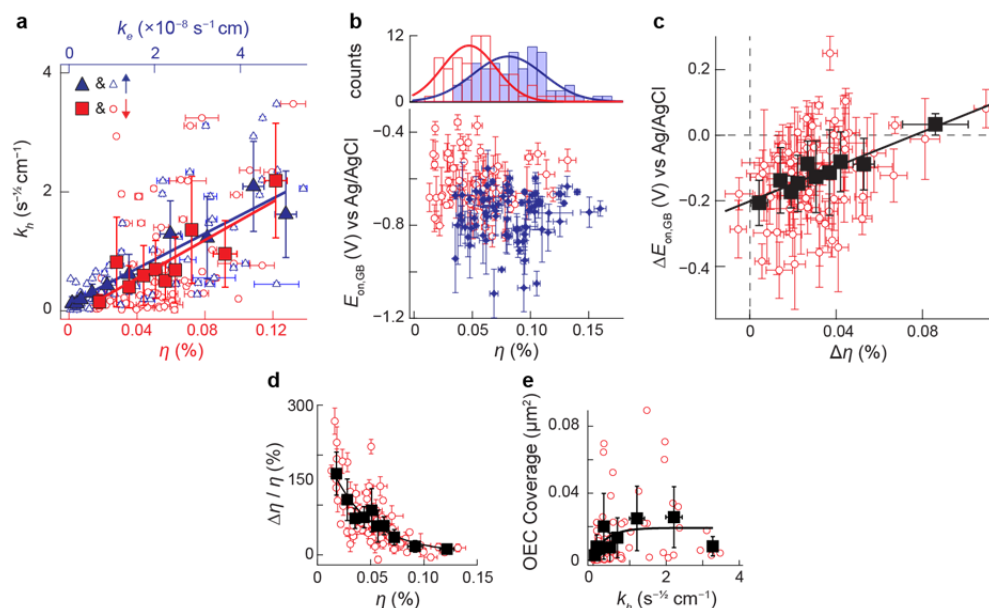 a
k_e (×10⁻⁸ s⁻¹ cm)
0 2 4
4
2
0
k_h (s^-½ cm⁻¹)
▲ & △ ↑
■ & ○ ↓
0 0.04 0.08 0.12
η (%)
b
12
0
counts
−0.4
−0.8
−1.2
E_on,GB (V) vs Ag/AgCl
0 0.05 0.10 0.15
η (%)
c
0.0
−0.2
−0.4
ΔE_on,GB (V) vs Ag/AgCl
0 0.04 0.08
Δη (%)
d
300
150
0
Δη / η (%)
0 0.05 0.10 0.15
η (%)
e
0.08
0.04
0
OEC Coverage (μm²)
0 2 4
k_h (s^-½ cm⁻¹)